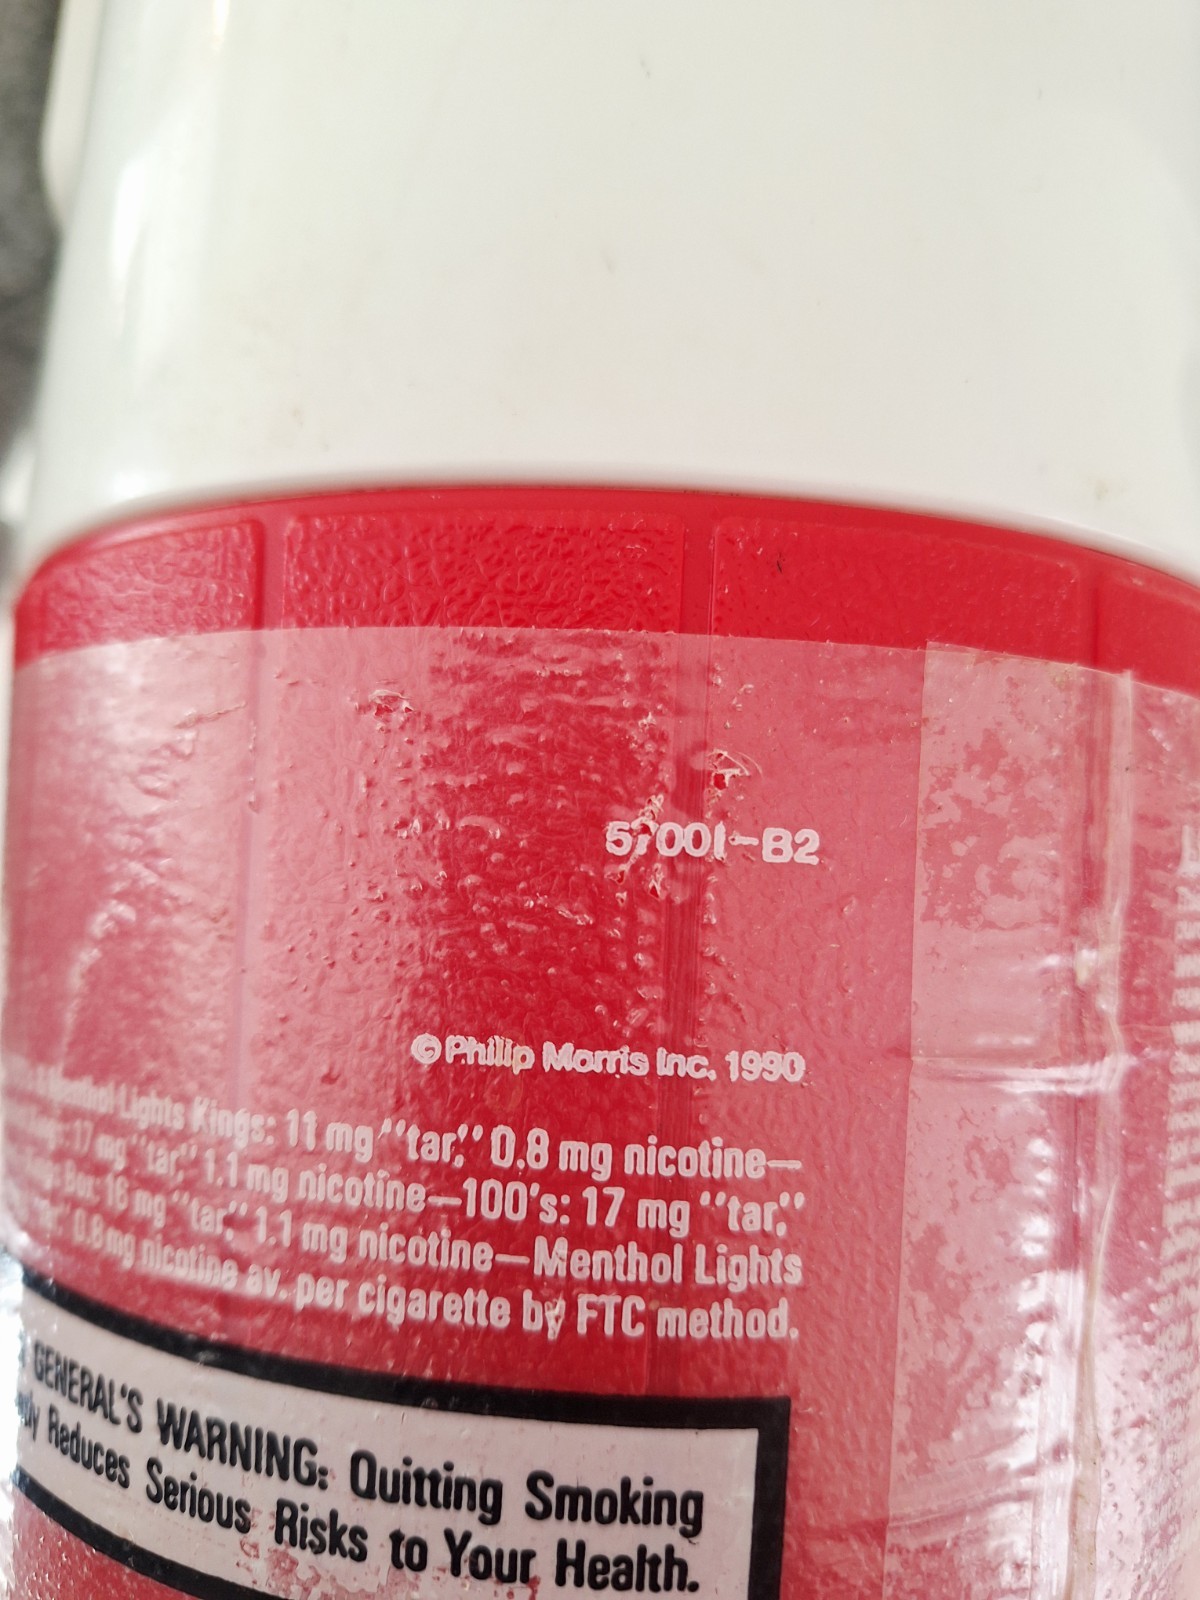 57001-B2
© Philip Morris Inc. 1990
Menthol Lights Kings: 11 mg "tar," 0.8 mg nicotine—
17 mg "tar," 1.1 mg nicotine—100's: 17 mg "tar,"
Box: 16 mg "tar," 1.1 mg nicotine—Menthol Lights
0.8 mg nicotine av. per cigarette by FTC method.
GENERAL'S WARNING: Quitting Smoking
Reduces Serious Risks to Your Health.